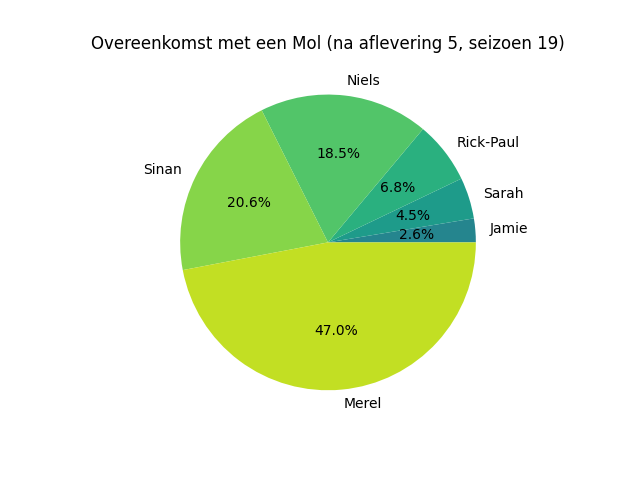 Overeenkomst met een Mol (na aflevering 5, seizoen 19)
Niels
18.5%
Rick-Paul
6.8%
Sinan
20.6%
Sarah
4.5%
Jamie
2.6%
47.0%
Merel